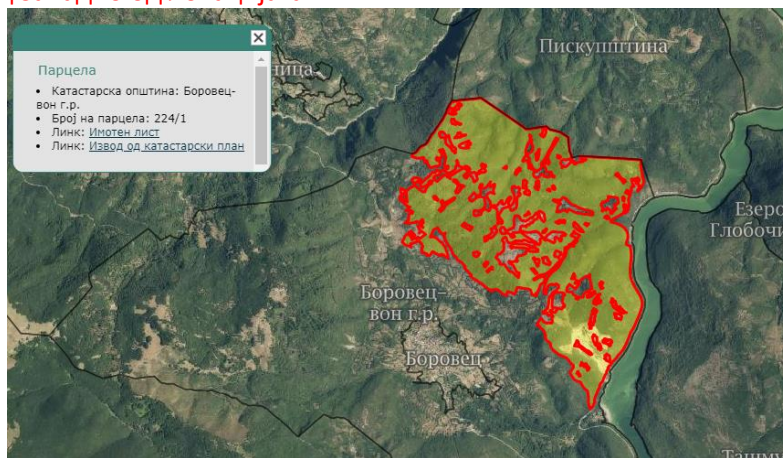 Пискупштина
Парцела
• Катастарска општина: Боровец-
вон г.р.
• Број на парцела: 224/1
• Линк: Имотен лист
• Линк: Извод од катастарски план
Езеро
Глобочи
Боровец-
вон г.р.
Боровец